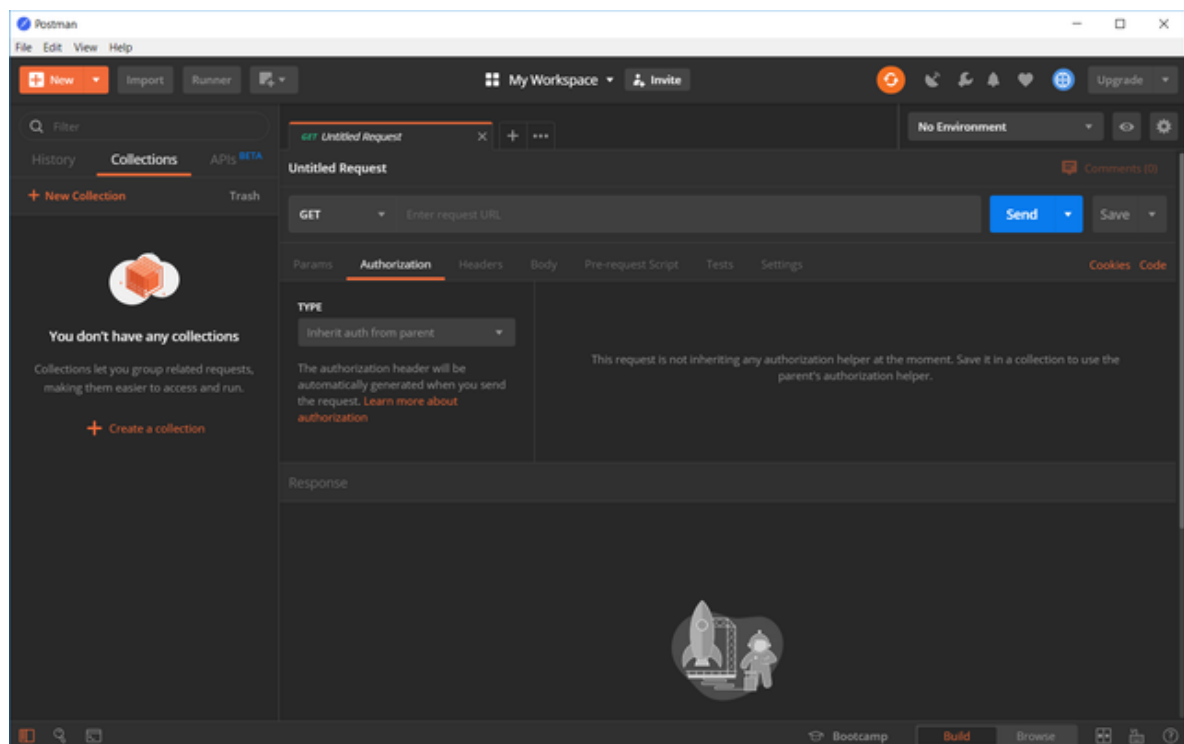 Postman
File Edit View Help
New Import Runner My Workspace Invite Upgrade
Filter
History Collections APIs BETA
+ New Collection Trash
You don't have any collections
Collections let you group related requests,
making them easier to access and run.
+ Create a collection
GET Untitled Request
No Environment
Untitled Request
Comments (0)
GET Enter request URL Send Save
Params Authorization Headers Body Pre-request Script Tests Settings Cookies Code
TYPE
Inherit auth from parent
The authorization header will be
automatically generated when you send
the request. Learn more about
authorization
This request is not inheriting any authorization helper at the moment. Save it in a collection to use the
parent's authorization helper.
Response
Bootcamp Build Browse